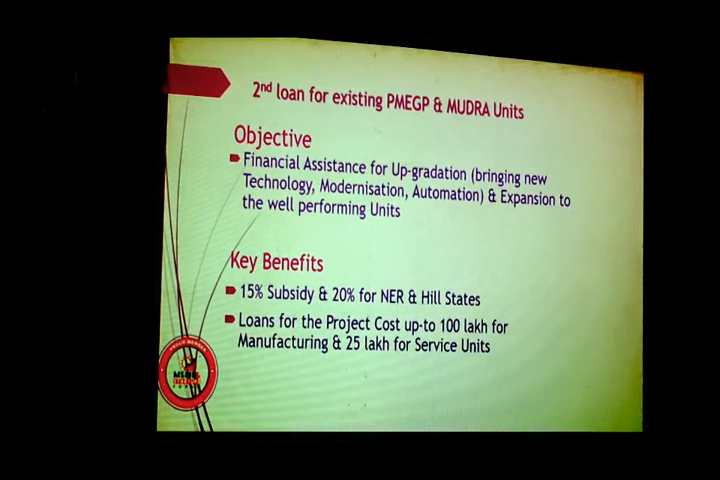 2nd loan for existing PMEGP & MUDRA Units
Objective
Financial Assistance for Up-gradation (bringing new
Technology, Modernisation, Automation) & Expansion to
the well performing Units
Key Benefits
15% Subsidy & 20% for NER & Hill States
Loans for the Project Cost up-to 100 lakh for
Manufacturing & 25 lakh for Service Units
PROUD MEMBER